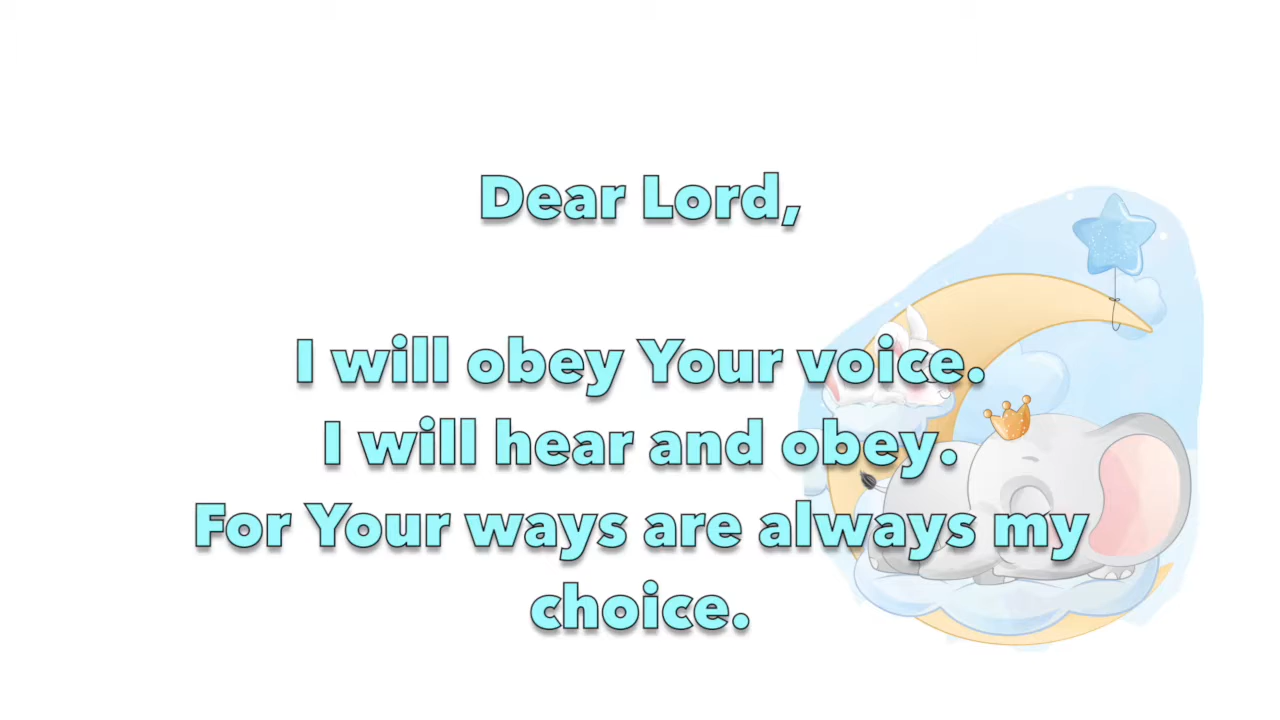 Dear Lord,
I will obey Your voice.
I will hear and obey.
For Your ways are always my
choice.